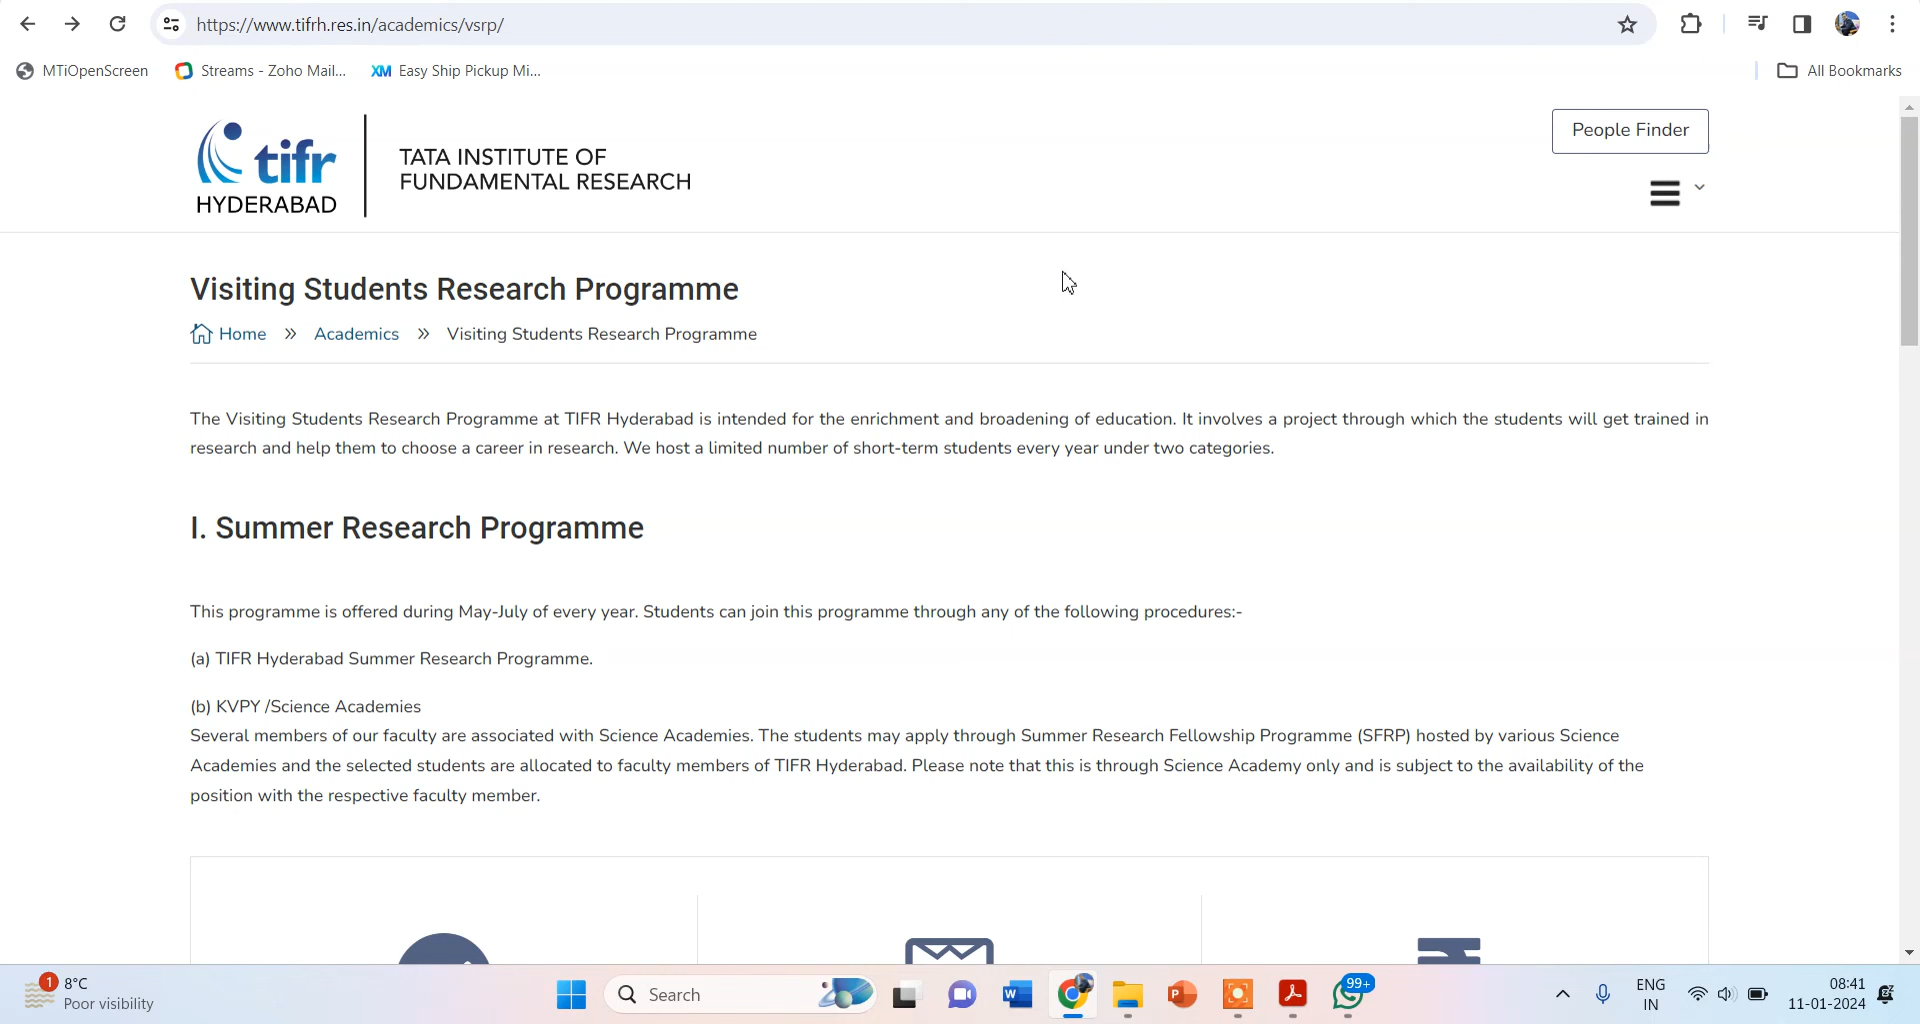 https://www.tifrh.res.in/academics/vsrp/
MTiOpenScreen
Streams - Zoho Mail...
XM Easy Ship Pickup Mi...
All Bookmarks
tifr
HYDERABAD
TATA INSTITUTE OF
FUNDAMENTAL RESEARCH
People Finder
Visiting Students Research Programme
Home » Academics » Visiting Students Research Programme
The Visiting Students Research Programme at TIFR Hyderabad is intended for the enrichment and broadening of education. It involves a project through which the students will get trained in
research and help them to choose a career in research. We host a limited number of short-term students every year under two categories.
I. Summer Research Programme
This programme is offered during May-July of every year. Students can join this programme through any of the following procedures:-
(a) TIFR Hyderabad Summer Research Programme.
(b) KVPY /Science Academies
Several members of our faculty are associated with Science Academies. The students may apply through Summer Research Fellowship Programme (SFRP) hosted by various Science
Academies and the selected students are allocated to faculty members of TIFR Hyderabad. Please note that this is through Science Academy only and is subject to the availability of the
position with the respective faculty member.
1
8°C
Poor visibility
Search
W
P
99+
ENG
IN
08:41
11-01-2024